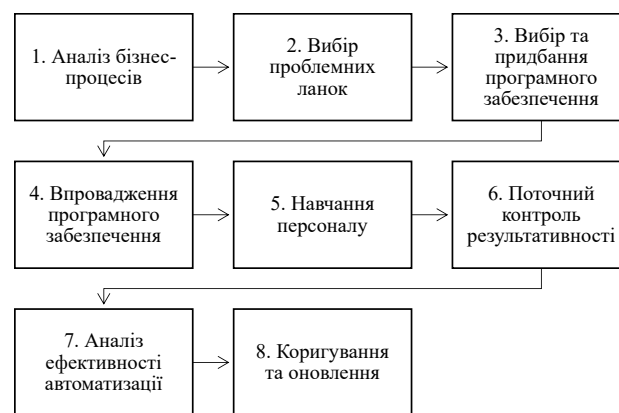 1. Аналіз бізнес-
процесів
2. Вибір
проблемних
ланок
3. Вибір та
придбання
програмного
забезпечення
4. Впровадження
програмного
забезпечення
5. Навчання
персоналу
6. Поточний
контроль
результативності
7. Аналіз
ефективності
автоматизації
8. Коригування
та оновлення